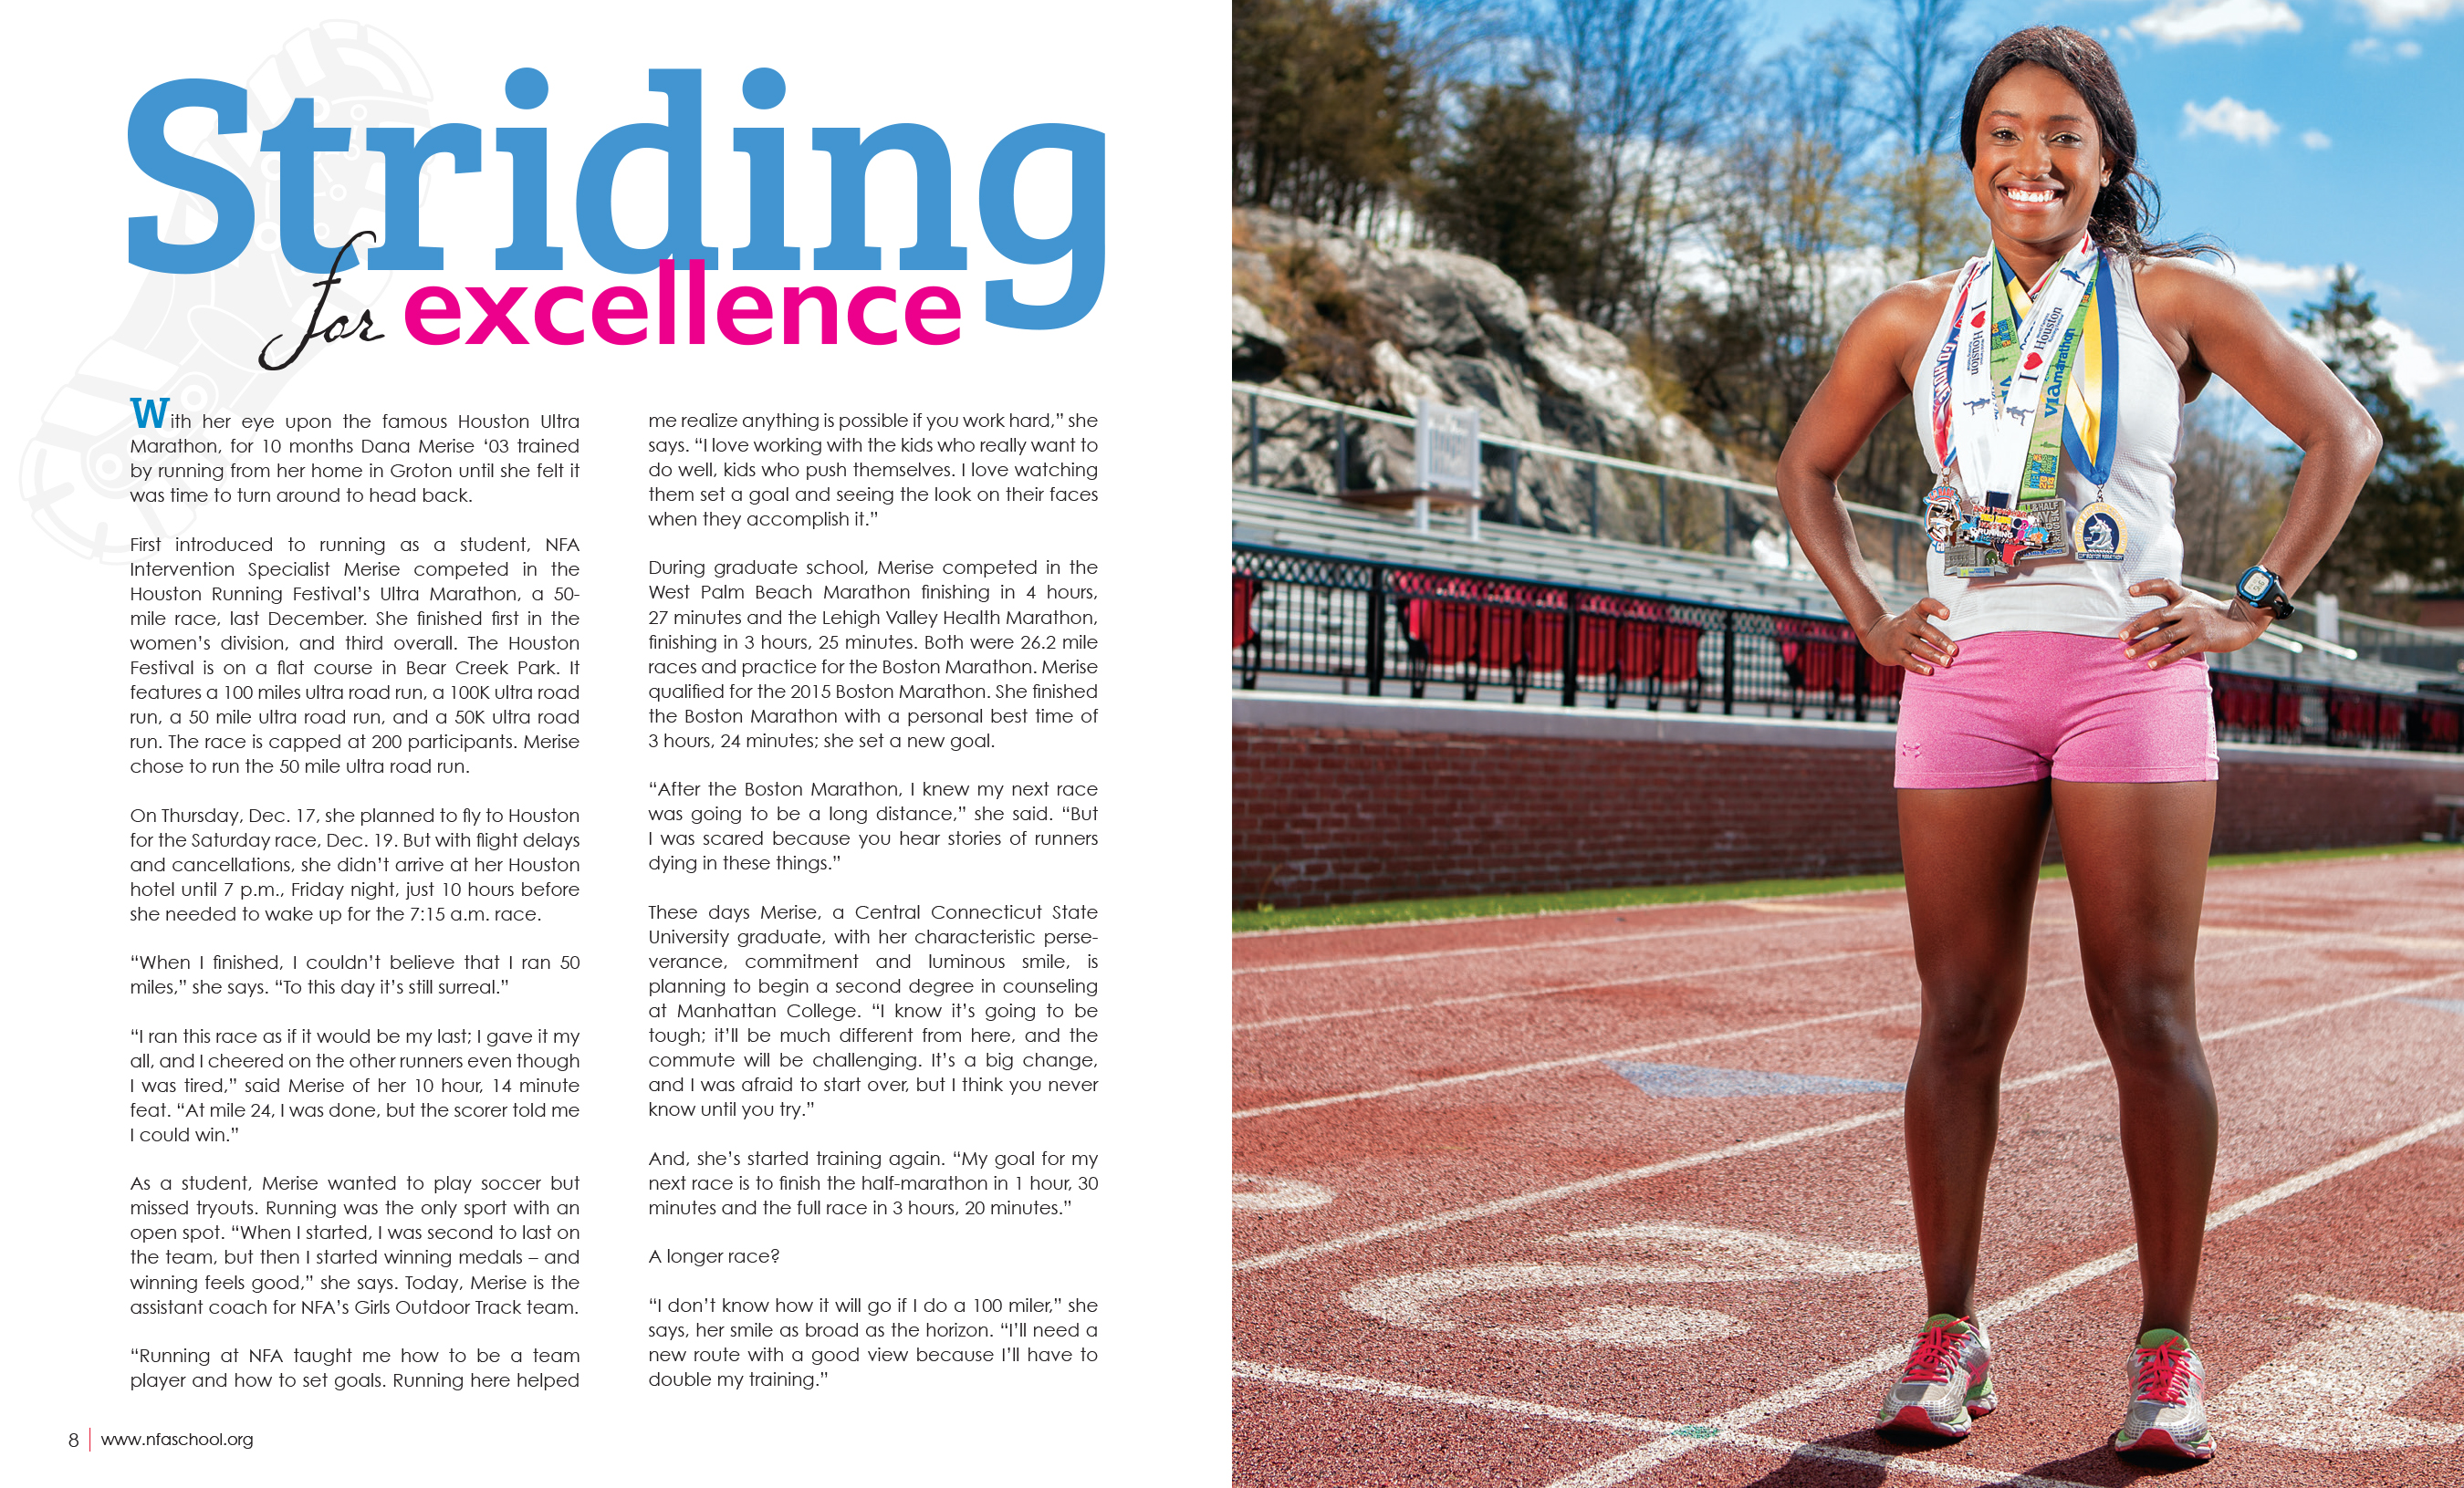 Striding
for excellence
With her eye upon the famous Houston Ultra
Marathon, for 10 months Dana Merise ‘03 trained
by running from her home in Groton until she felt it
was time to turn around to head back.
First introduced to running as a student, NFA
Intervention Specialist Merise competed in the
Houston Running Festival’s Ultra Marathon, a 50-
mile race, last December. She finished first in the
women’s division, and third overall. The Houston
Festival is on a flat course in Bear Creek Park. It
features a 100 miles ultra road run, a 100K ultra road
run, a 50 mile ultra road run, and a 50K ultra road
run. The race is capped at 200 participants. Merise
chose to run the 50 mile ultra road run.
On Thursday, Dec. 17, she planned to fly to Houston
for the Saturday race, Dec. 19. But with flight delays
and cancellations, she didn’t arrive at her Houston
hotel until 7 p.m., Friday night, just 10 hours before
she needed to wake up for the 7:15 a.m. race.
“When I finished, I couldn’t believe that I ran 50
miles,” she says. “To this day it’s still surreal.”
“I ran this race as if it would be my last; I gave it my
all, and I cheered on the other runners even though
I was tired,” said Merise of her 10 hour, 14 minute
feat. “At mile 24, I was done, but the scorer told me
I could win.”
As a student, Merise wanted to play soccer but
missed tryouts. Running was the only sport with an
open spot. “When I started, I was second to last on
the team, but then I started winning medals – and
winning feels good,” she says. Today, Merise is the
assistant coach for NFA’s Girls Outdoor Track team.
“Running at NFA taught me how to be a team
player and how to set goals. Running here helped
me realize anything is possible if you work hard,” she
says. “I love working with the kids who really want to
do well, kids who push themselves. I love watching
them set a goal and seeing the look on their faces
when they accomplish it.”
During graduate school, Merise competed in the
West Palm Beach Marathon finishing in 4 hours,
27 minutes and the Lehigh Valley Health Marathon,
finishing in 3 hours, 25 minutes. Both were 26.2 mile
races and practice for the Boston Marathon. Merise
qualified for the 2015 Boston Marathon. She finished
the Boston Marathon with a personal best time of
3 hours, 24 minutes; she set a new goal.
“After the Boston Marathon, I knew my next race
was going to be a long distance,” she said. “But
I was scared because you hear stories of runners
dying in these things.”
These days Merise, a Central Connecticut State
University graduate, with her characteristic perse-
verance, commitment and luminous smile, is
planning to begin a second degree in counseling
at Manhattan College. “I know it’s going to be
tough; it’ll be much different from here, and the
commute will be challenging. It’s a big change,
and I was afraid to start over, but I think you never
know until you try.”
And, she’s started training again. “My goal for my
next race is to finish the half-marathon in 1 hour, 30
minutes and the full race in 3 hours, 20 minutes.”
A longer race?
“I don’t know how it will go if I do a 100 miler,” she
says, her smile as broad as the horizon. “I’ll need a
new route with a good view because I’ll have to
double my training.”
8 www.nfaschool.org
I Houston
I Houston
VIA marathon